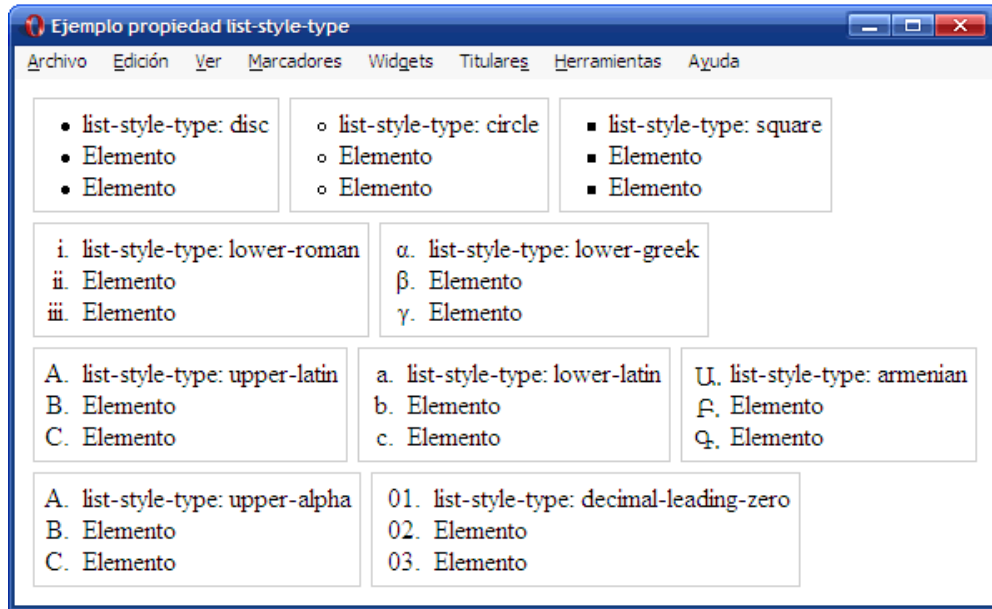 Ejemplo propiedad list-style-type
Archivo Edición Ver Marcadores Widgets Titulares Herramientas Ayuda
• list-style-type: disc
• Elemento
• Elemento
◦ list-style-type: circle
◦ Elemento
◦ Elemento
▪ list-style-type: square
▪ Elemento
▪ Elemento
i. list-style-type: lower-roman
ii. Elemento
iii. Elemento
α. list-style-type: lower-greek
β. Elemento
γ. Elemento
A. list-style-type: upper-latin
B. Elemento
C. Elemento
a. list-style-type: lower-latin
b. Elemento
c. Elemento
Ա. list-style-type: armenian
Բ. Elemento
Գ. Elemento
A. list-style-type: upper-alpha
B. Elemento
C. Elemento
01. list-style-type: decimal-leading-zero
02. Elemento
03. Elemento